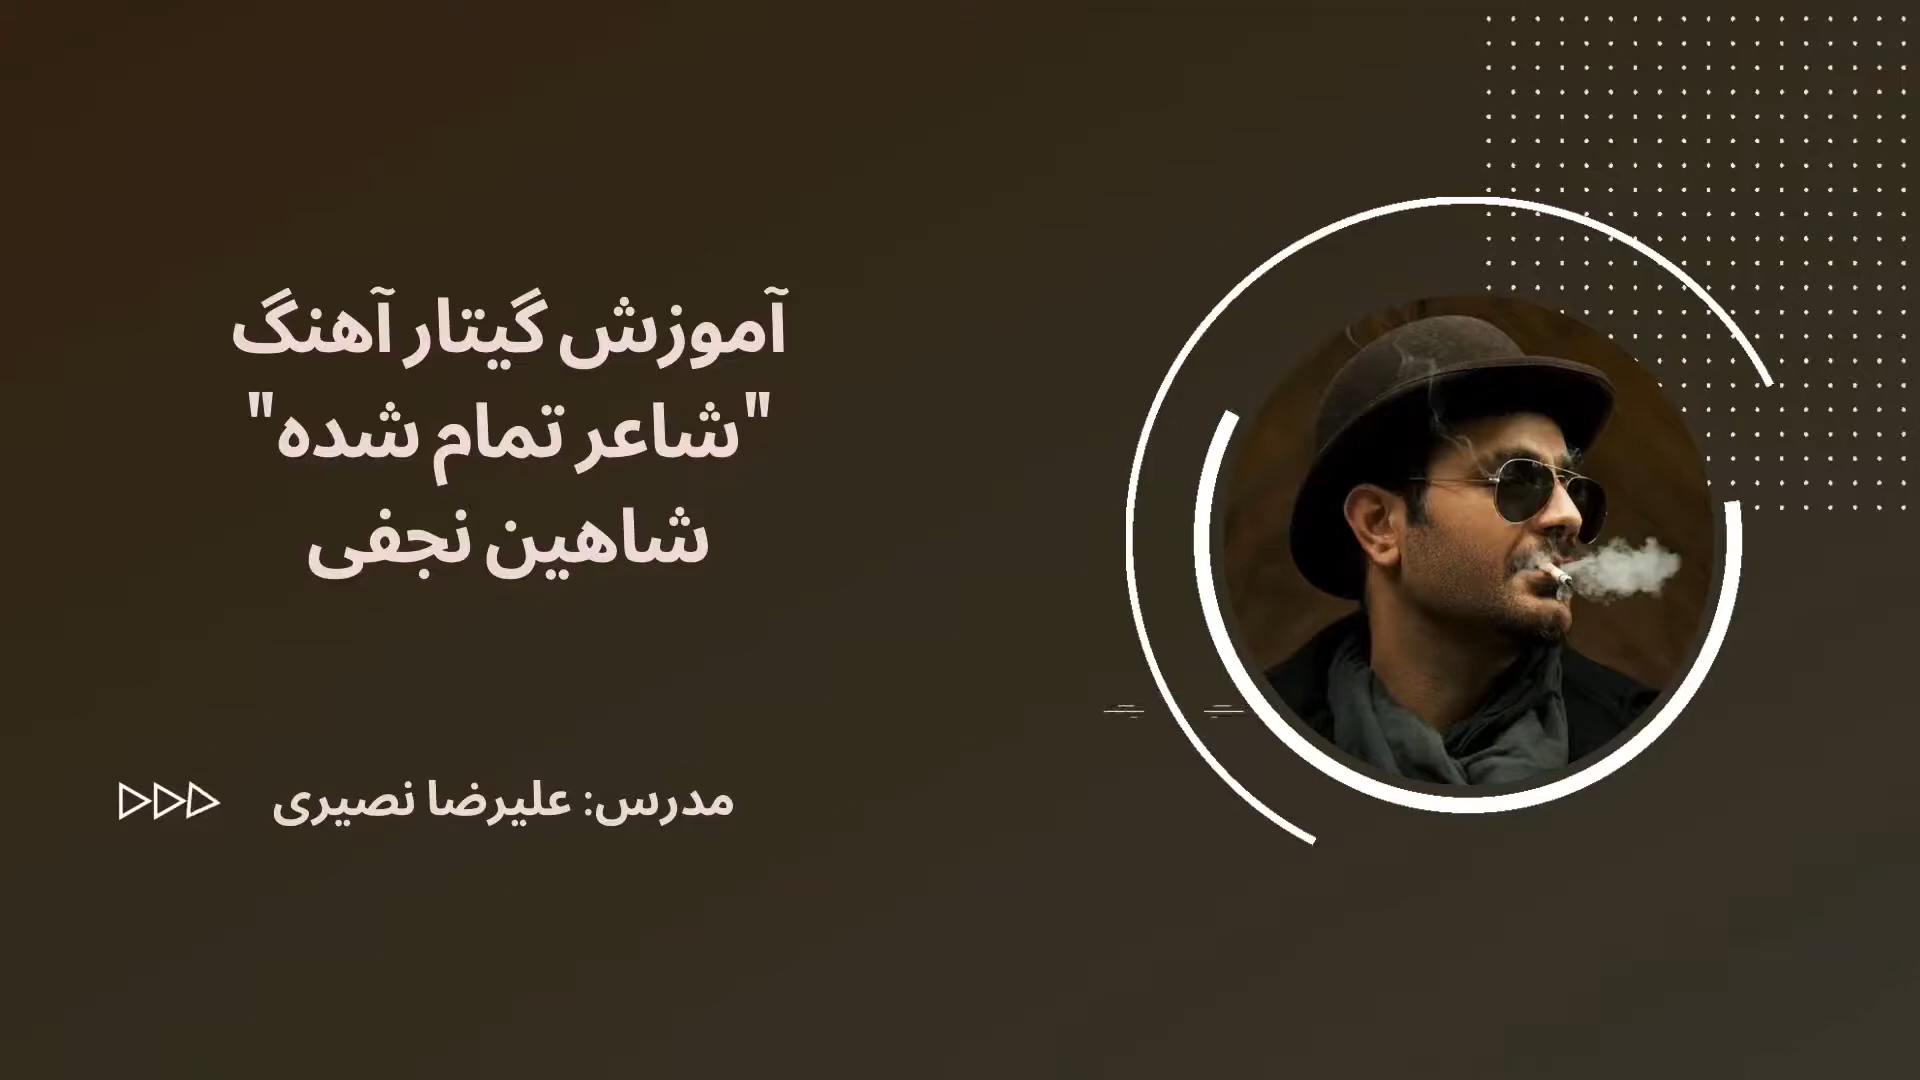 آموزش گیتار آهنگ
"شاعر تمام شده"
شاهین نجفی
مدرس: علیرضا نصیری